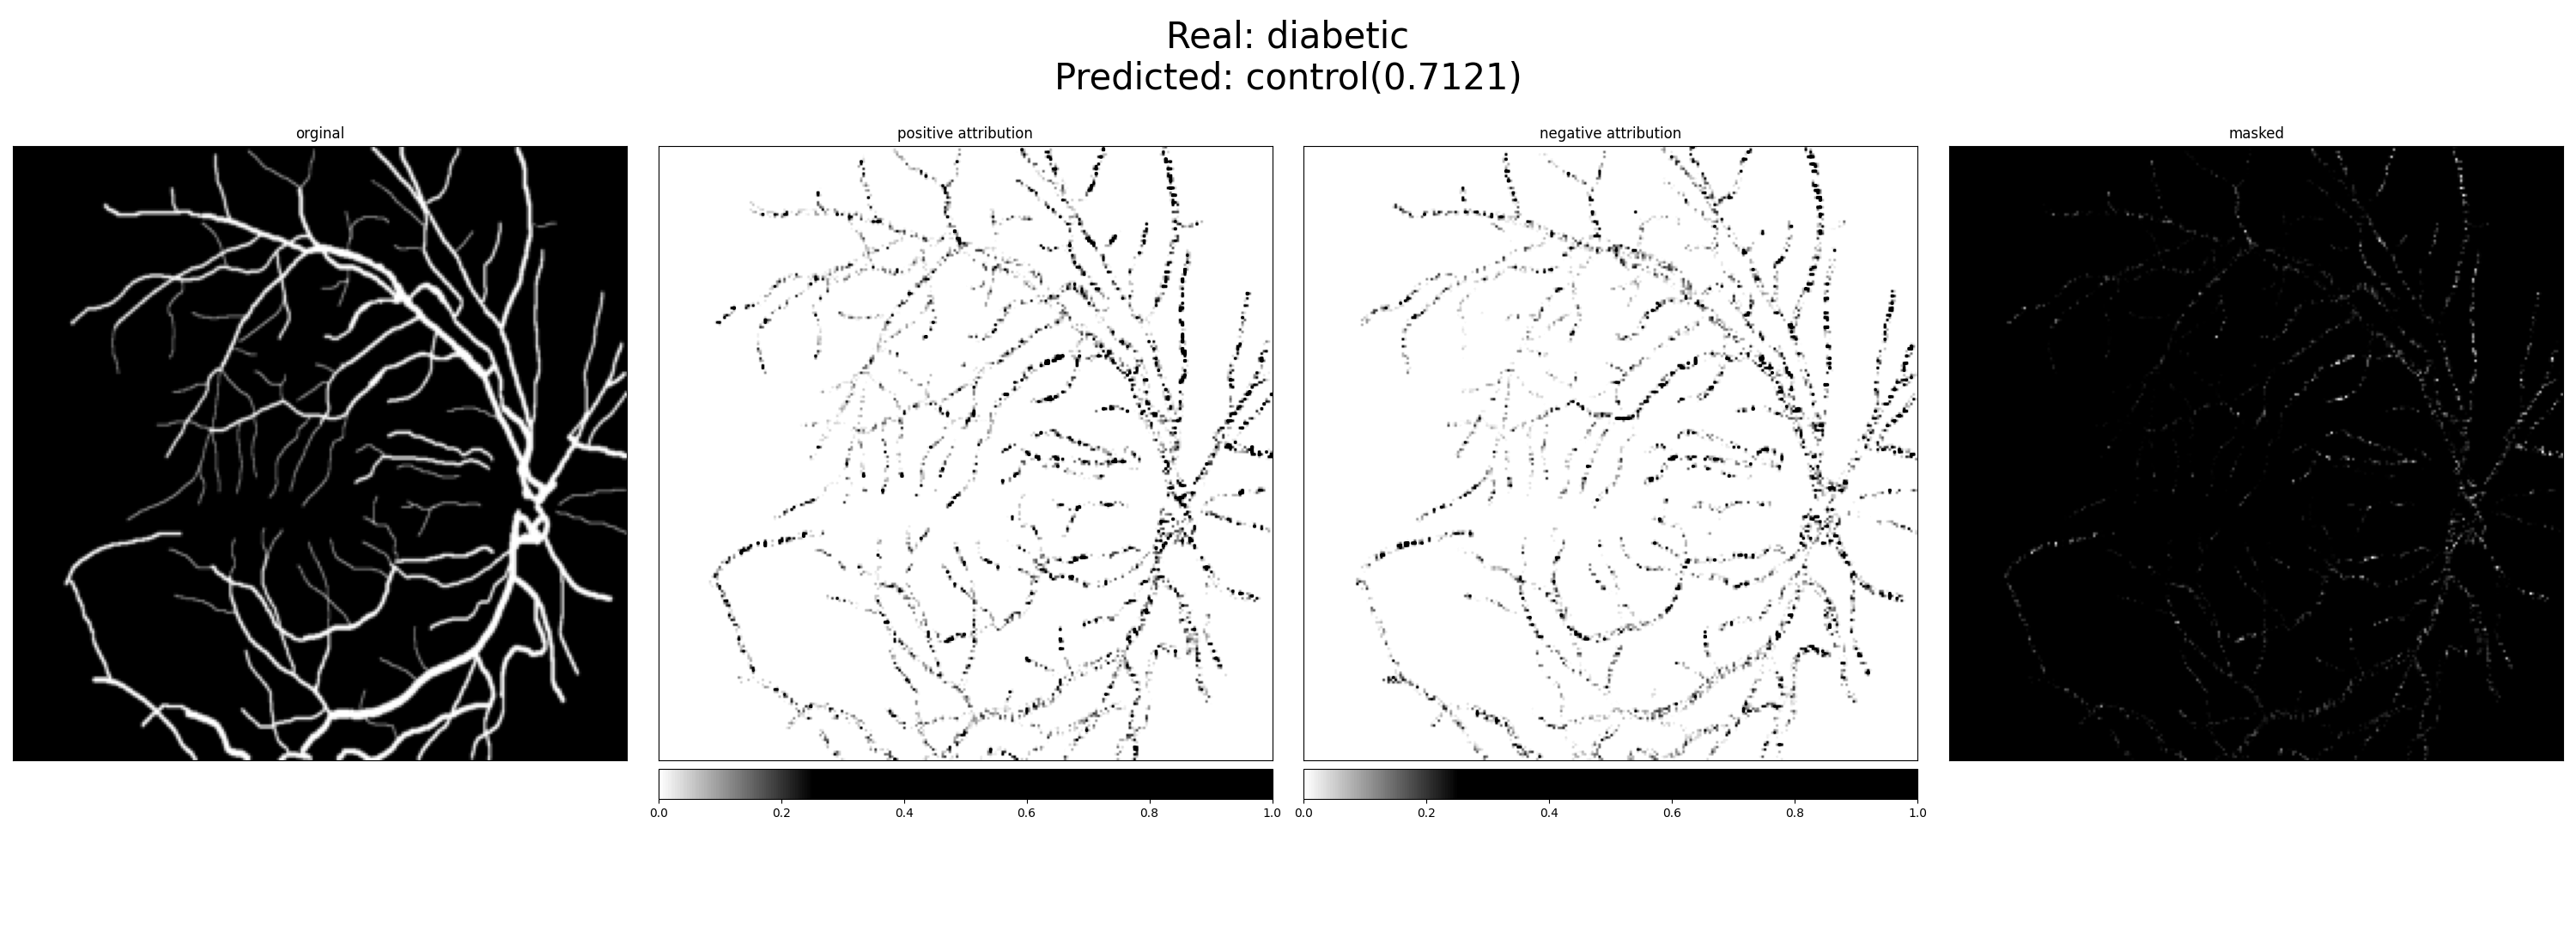 Real: diabetic
Predicted: control(0.7121)
orginal
positive attribution
negative attribution
masked
0.0 0.2 0.4 0.6 0.8 1.0
0.0 0.2 0.4 0.6 0.8 1.0